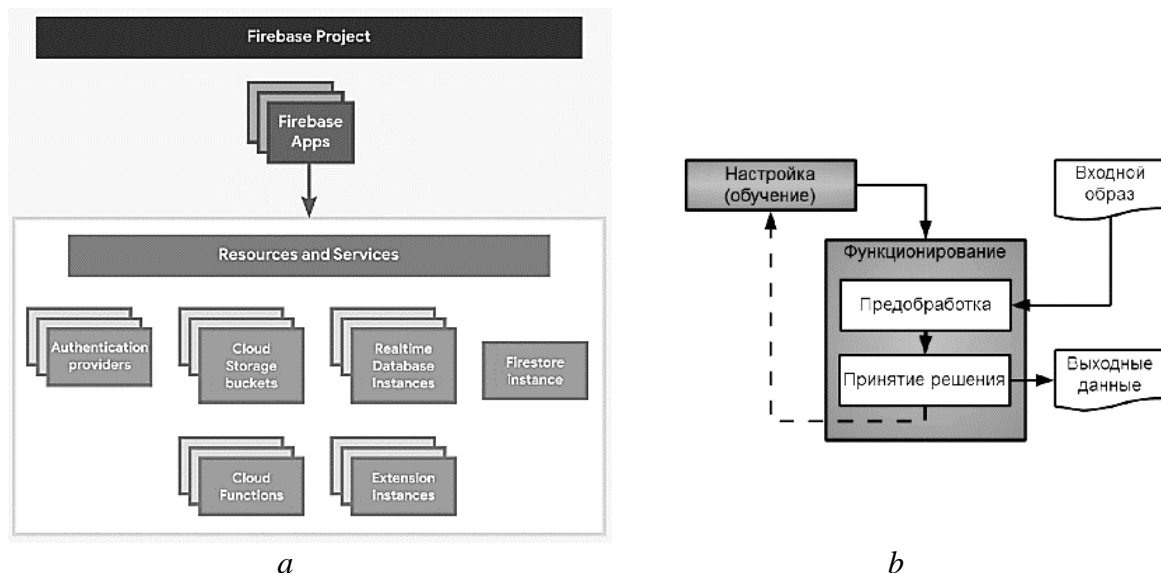 Firebase Project
Firebase
Apps
Resources and Services
Authentication
providers
Cloud
Storage
buckets
Realtime
Database
Instances
Firestore
instance
Cloud
Functions
Extension
instances
a
Настройка
(обучение)
Входной
образ
Функционирование
Предобработка
Принятие решения
Выходные
данные
b